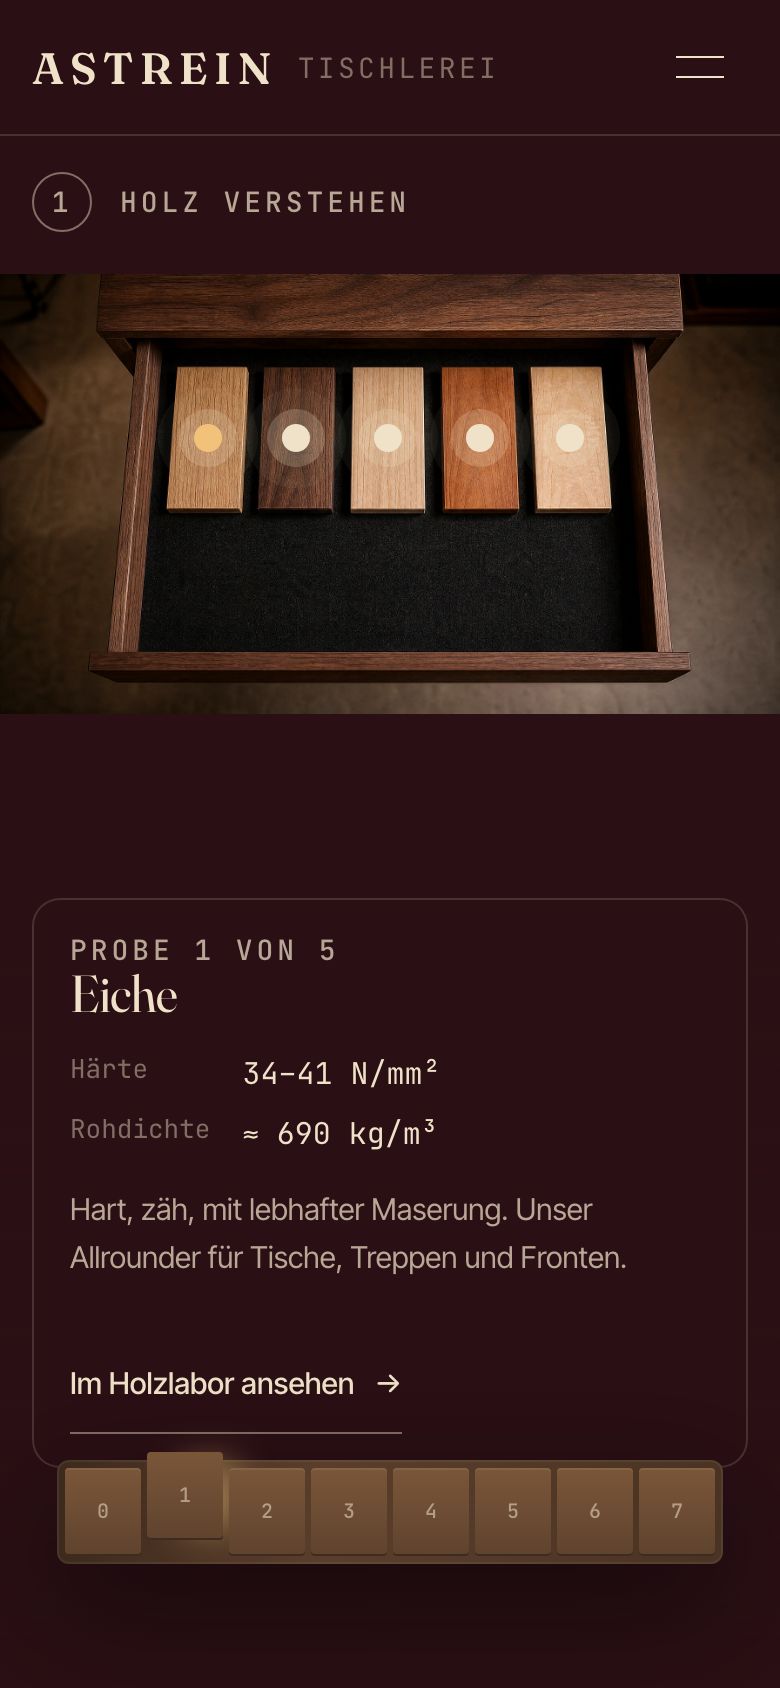 ASTREIN TISCHLEREI
1 HOLZ VERSTEHEN
PROBE 1 VON 5
Eiche
Härte 34–41 N/mm²
Rohdichte ≈ 690 kg/m³
Hart, zäh, mit lebhafter Maserung. Unser
Allrounder für Tische, Treppen und Fronten.
Im Holzlabor ansehen →
0 1 2 3 4 5 6 7